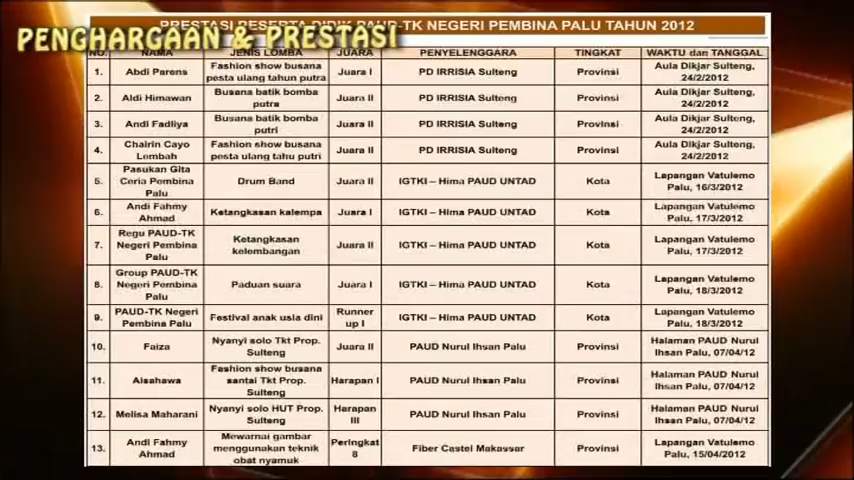 PRESTASI PESERTA DIDIK PAUD-TK NEGERI PEMBINA PALU TAHUN 2012
PENGHARGAAN & PRESTASI
NO. NAMA JENIS LOMBA JUARA PENYELENGGARA TINGKAT WAKTU dan TANGGAL
1. Abdi Parens Fashion show busana pesta ulang tahun putra Juara I PD IRRISIA Sulteng Provinsi Aula Dikjar Sulteng, 24/2/2012
2. Aldi Himawan Busana batik bomba putra Juara II PD IRRISIA Sulteng Provinsi Aula Dikjar Sulteng, 24/2/2012
3. Andi Fadliya Busana batik bomba putri Juara II PD IRRISIA Sulteng Provinsi Aula Dikjar Sulteng, 24/2/2012
4. Chairin Cayo Lembah Fashion show busana pesta ulang tahu putri Juara II PD IRRISIA Sulteng Provinsi Aula Dikjar Sulteng, 24/2/2012
5. Pasukan Gita Ceria Pembina Palu Drum Band Juara II IGTKI – Hima PAUD UNTAD Kota Lapangan Vatulemo Palu, 16/3/2012
6. Andi Fahmy Ahmad Ketangkasan kalempa Juara I IGTKI – Hima PAUD UNTAD Kota Lapangan Vatulemo Palu, 17/3/2012
7. Regu PAUD-TK Negeri Pembina Palu Ketangkasan kelembangan Juara II IGTKI – Hima PAUD UNTAD Kota Lapangan Vatulemo Palu, 17/3/2012
8. Group PAUD-TK Negeri Pembina Palu Paduan suara Juara I IGTKI – Hima PAUD UNTAD Kota Lapangan Vatulemo Palu, 18/3/2012
9. PAUD-TK Negeri Pembina Palu Festival anak usia dini Runner up I IGTKI – Hima PAUD UNTAD Kota Lapangan Vatulemo Palu, 18/3/2012
10. Faiza Nyanyi solo Tkt Prop. Sulteng Juara II PAUD Nurul Ihsan Palu Provinsi Halaman PAUD Nurul Ihsan Palu, 07/04/12
11. Aisahawa Fashion show busana santai Tkt Prop. Sulteng Harapan I PAUD Nurul Ihsan Palu Provinsi Halaman PAUD Nurul Ihsan Palu, 07/04/12
12. Melisa Maharani Nyanyi solo HUT Prop. Sulteng Harapan III PAUD Nurul Ihsan Palu Provinsi Halaman PAUD Nurul Ihsan Palu, 07/04/12
13. Andi Fahmy Ahmad Mewarnai gambar menggunakan teknik obat nyamuk Peringkat 8 Fiber Castel Makassar Provinsi Lapangan Vatulemo Palu, 15/04/2012